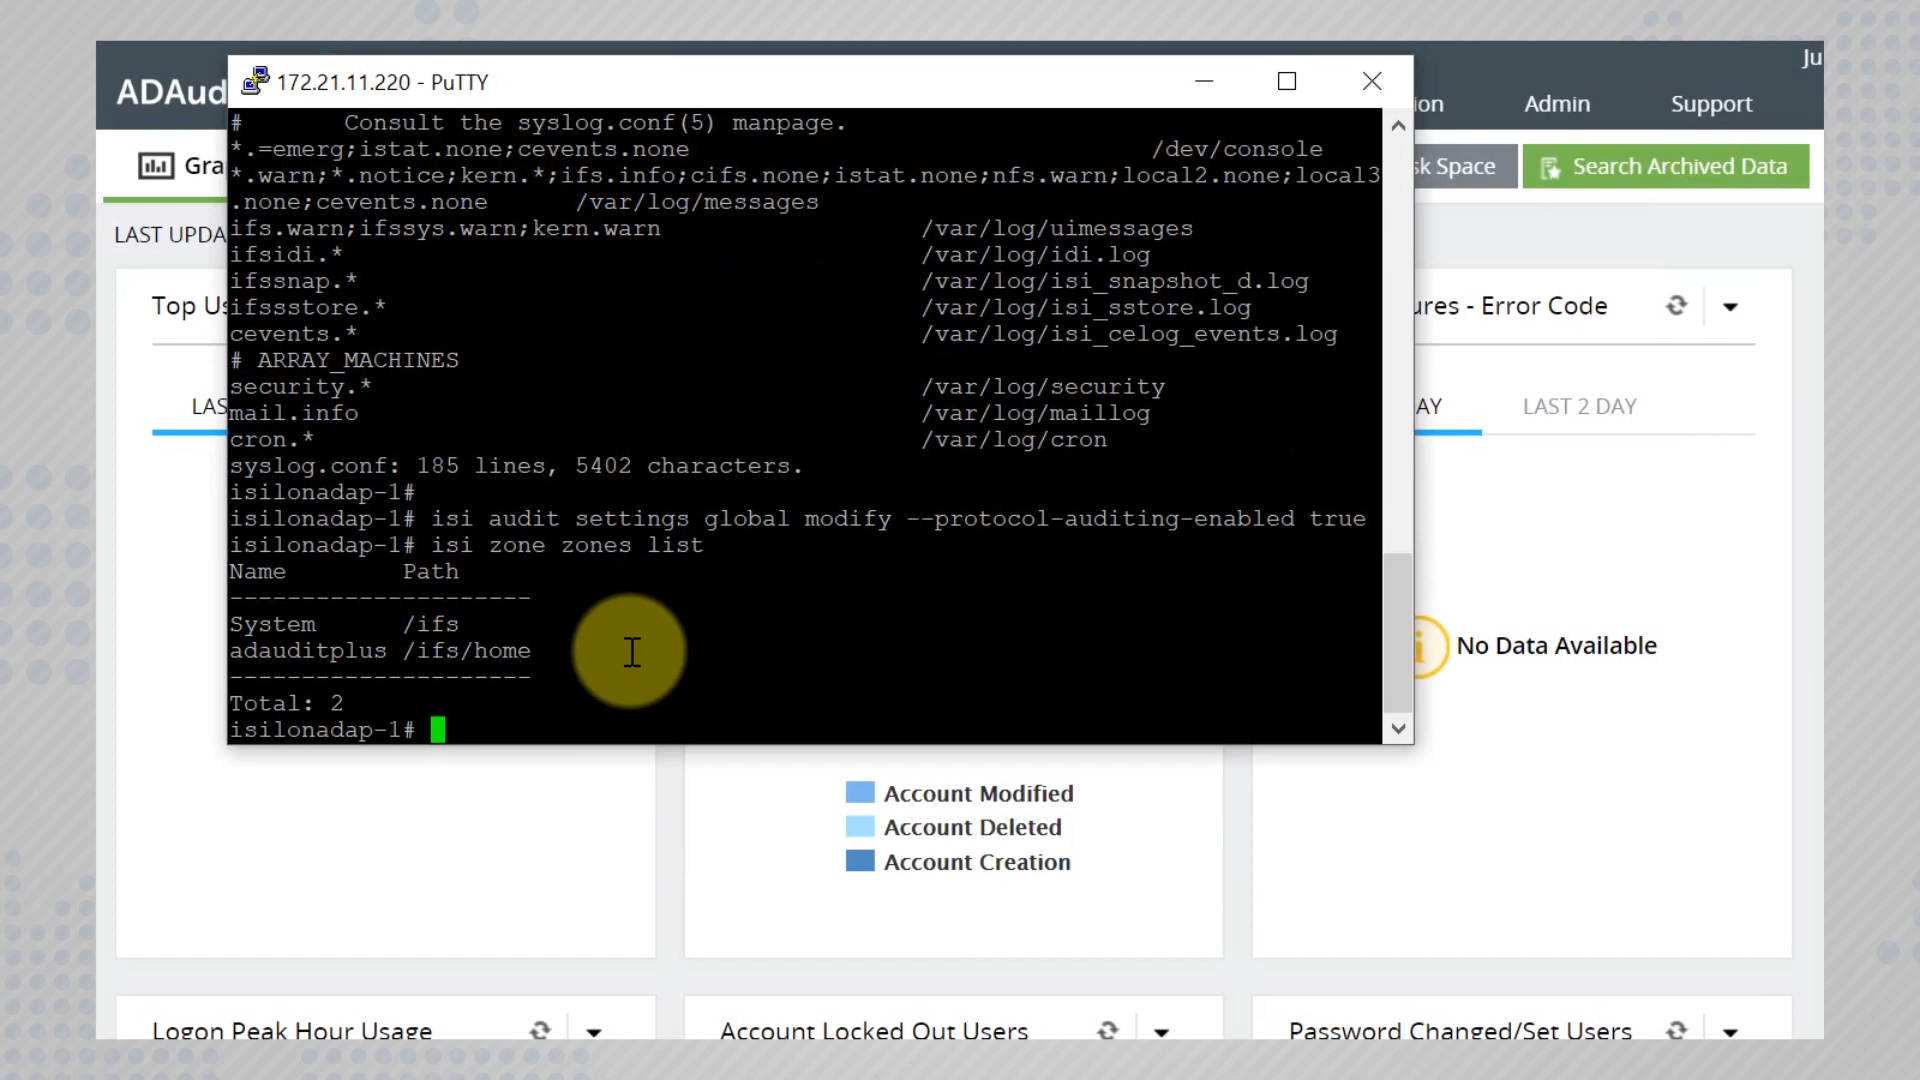 Ju
ADAud
ion
Admin
Support
172.21.11.220 - PuTTY
Gra
sk Space
Search Archived Data
LAST UPDA
#       Consult the syslog.conf(5) manpage.
*.=emerg;istat.none;cevents.none                                /dev/console
*.warn;*.notice;kern.*;ifs.info;cifs.none;istat.none;nfs.warn;local2.none;local3
.none;cevents.none      /var/log/messages
ifs.warn;ifssys.warn;kern.warn                  /var/log/uimessages
ifsidi.*                                        /var/log/idi.log
ifssnap.*                                       /var/log/isi_snapshot_d.log
ifssstore.*                                     /var/log/isi_sstore.log
cevents.*                                       /var/log/isi_celog_events.log
# ARRAY_MACHINES
security.*                                      /var/log/security
mail.info                                       /var/log/maillog
cron.*                                          /var/log/cron
syslog.conf: 185 lines, 5402 characters.
isilonadap-1#
isilonadap-1# isi audit settings global modify --protocol-auditing-enabled true
isilonadap-1# isi zone zones list
Name        Path
---------------------
System      /ifs
adauditplus /ifs/home
---------------------
Total: 2
isilonadap-1#
Top Us
LAS
Account Modified
Account Deleted
Account Creation
ures - Error Code
AY
LAST 2 DAY
No Data Available
Logon Peak Hour Usage
Account Locked Out Users
Password Changed/Set Users